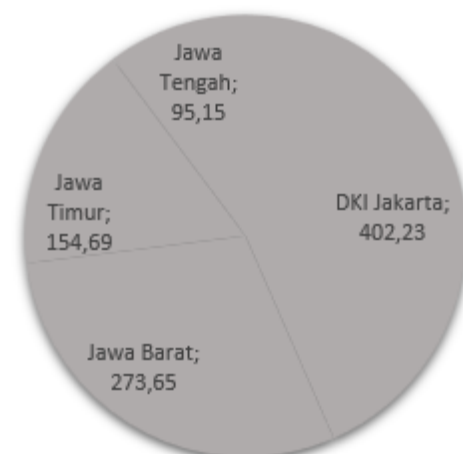 Jawa
Tengah;
95,15
DKI Jakarta;
402,23
Jawa
Timur;
154,69
Jawa Barat;
273,65